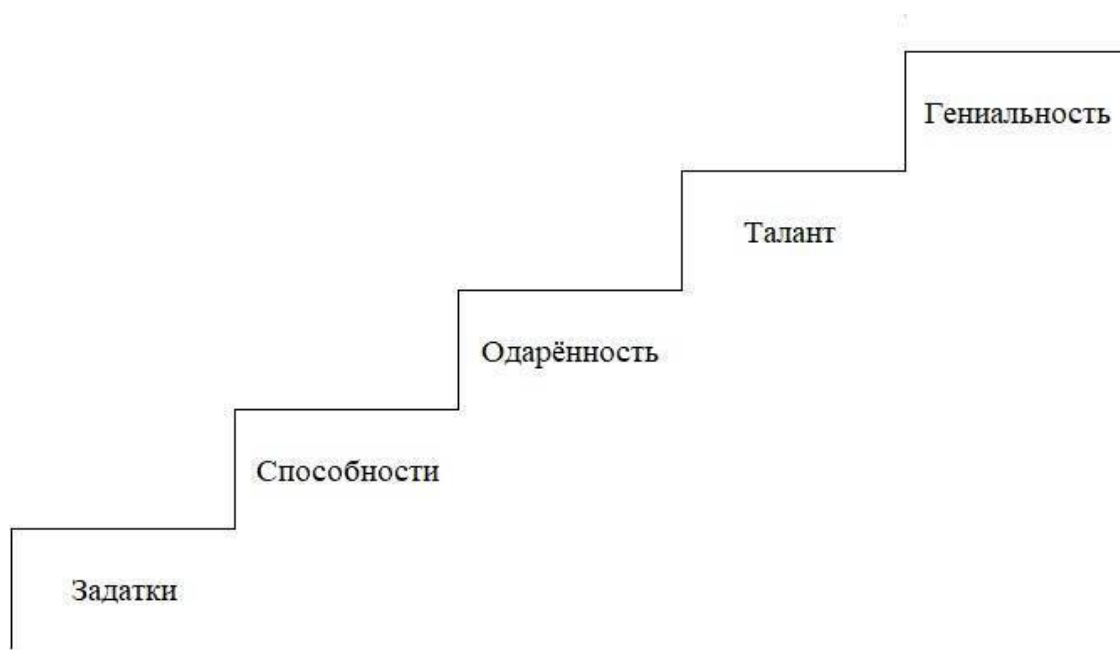 Гениальность
Талант
Одарённость
Способности
Задатки